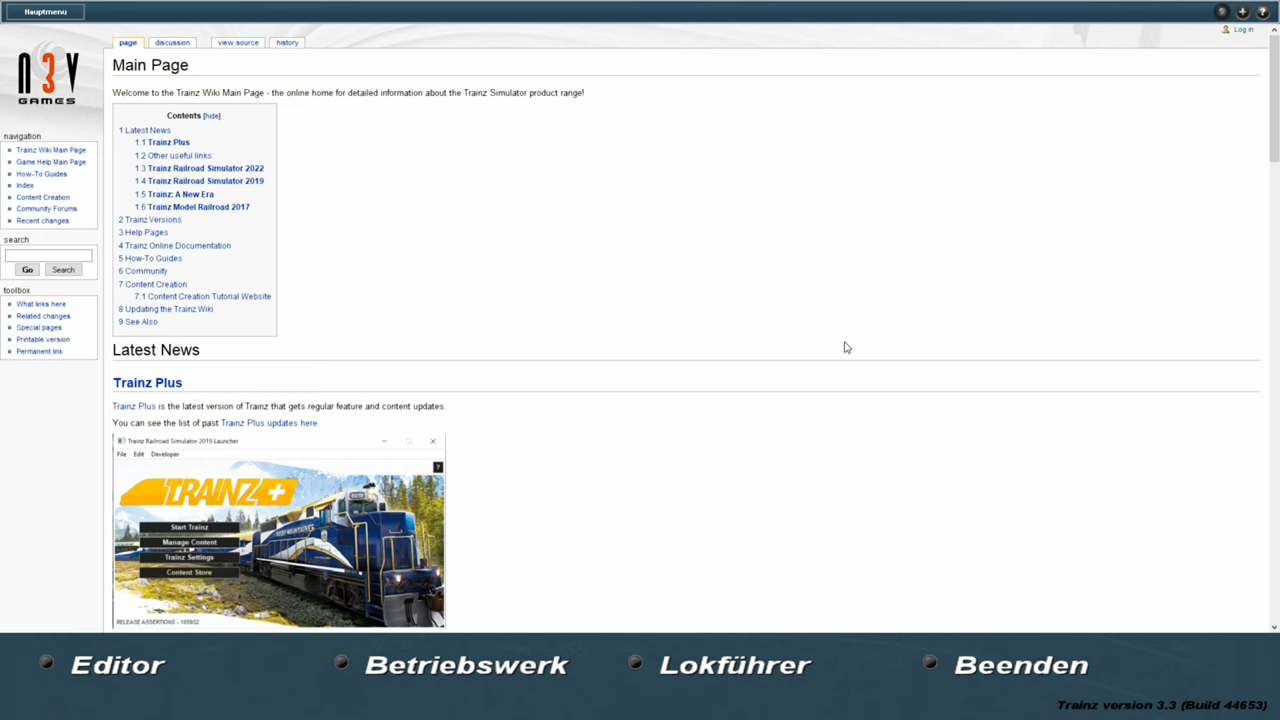 Hauptmenu
Log in
page
discussion
view source
history
N3V
GAMES
Main Page
Welcome to the Trainz Wiki Main Page - the online home for detailed information about the Trainz Simulator product range!
Contents [hide]
1 Latest News
1.1 Trainz Plus
1.2 Other useful links:
1.3 Trainz Railroad Simulator 2022
1.4 Trainz Railroad Simulator 2019
1.5 Trainz: A New Era
1.6 Trainz Model Railroad 2017
2 Trainz Versions
3 Help Pages
4 Trainz Online Documentation
5 How-To Guides
6 Community
7 Content Creation
7.1 Content Creation Tutorial Website
8 Updating the Trainz Wiki
9 See Also
navigation
Trainz Wiki Main Page
Game Help Main Page
How-To Guides
Index
Content Creation
Community Forums
Recent changes
search
Go
Search
toolbox
What links here
Related changes
Special pages
Printable version
Permanent link
Latest News
Trainz Plus
Trainz Plus is the latest version of Trainz that gets regular feature and content updates.
You can see the list of past Trainz Plus updates here.
Trainz Railroad Simulator 2019 Launcher
File Edit Developer
TRAINZ+
Start Trainz
Manage Content
Trainz Settings
Content Store
ROCKY MOUNTAINEER
RELEASE ASSERTIONS - 105932
Editor
Betriebswerk
Lokführer
Beenden
Trainz version 3.3 (Build 44653)